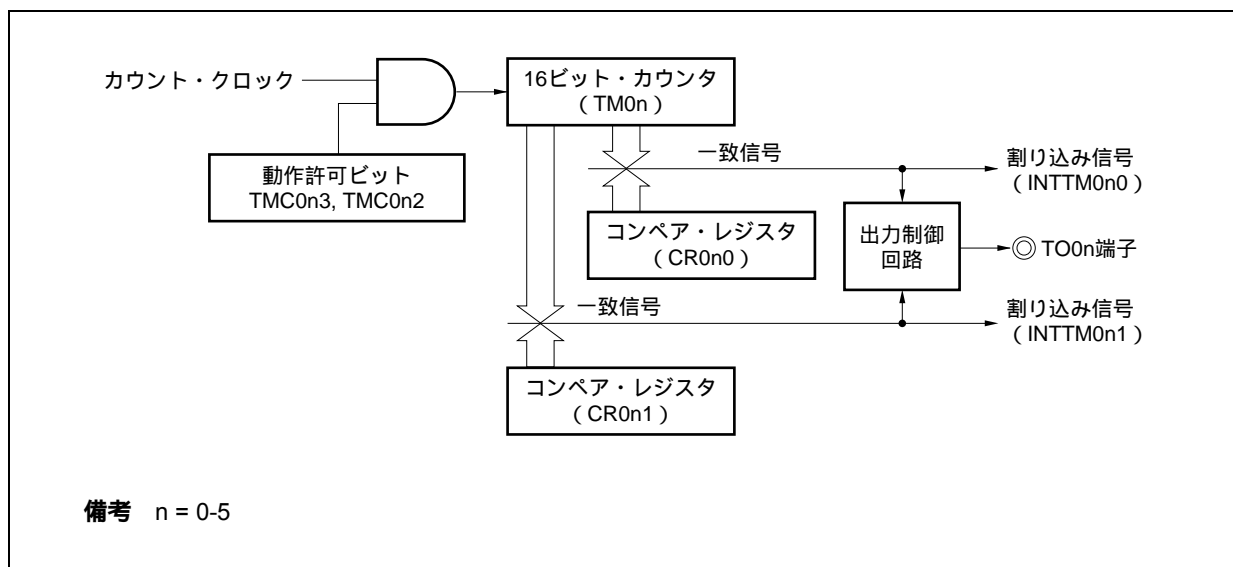 カウント・クロック
16ビット・カウンタ
（TM0n）
動作許可ビット
TMC0n3, TMC0n2
一致信号
割り込み信号
（INTTM0n0）
コンペア・レジスタ
（CR0n0）
出力制御
回路
TO0n端子
一致信号
割り込み信号
（INTTM0n1）
コンペア・レジスタ
（CR0n1）
備考 n = 0-5